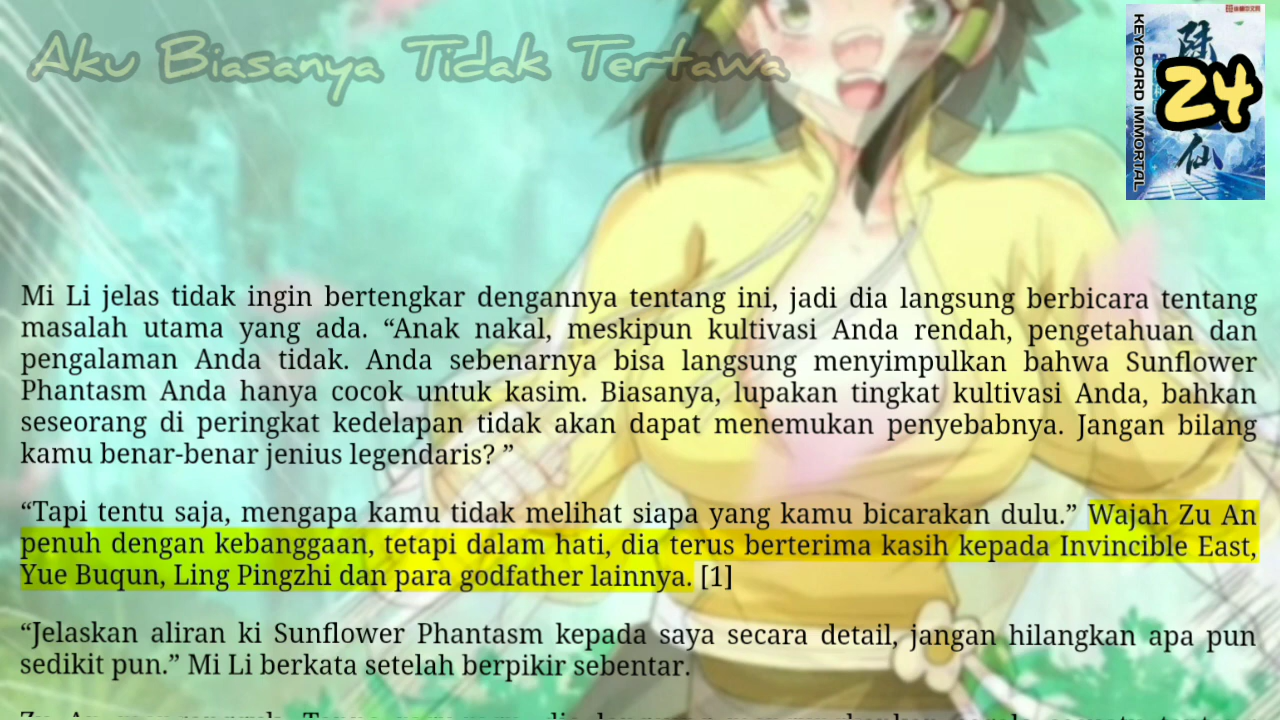 Aku Biasanya Tidak Tertawa
KEYBOARD IMMORTAL
24
仙
Mi Li jelas tidak ingin bertengkar dengannya tentang ini, jadi dia langsung berbicara tentang
masalah utama yang ada. “Anak nakal, meskipun kultivasi Anda rendah, pengetahuan dan
pengalaman Anda tidak. Anda sebenarnya bisa langsung menyimpulkan bahwa Sunflower
Phantasm Anda hanya cocok untuk kasim. Biasanya, lupakan tingkat kultivasi Anda, bahkan
seseorang di peringkat kedelapan tidak akan dapat menemukan penyebabnya. Jangan bilang
kamu benar-benar jenius legendaris? ”
“Tapi tentu saja, mengapa kamu tidak melihat siapa yang kamu bicarakan dulu.” Wajah Zu An
penuh dengan kebanggaan, tetapi dalam hati, dia terus berterima kasih kepada Invincible East,
Yue Buqun, Ling Pingzhi dan para godfather lainnya. [1]
“Jelaskan aliran ki Sunflower Phantasm kepada saya secara detail, jangan hilangkan apa pun
sedikit pun.” Mi Li berkata setelah berpikir sebentar.